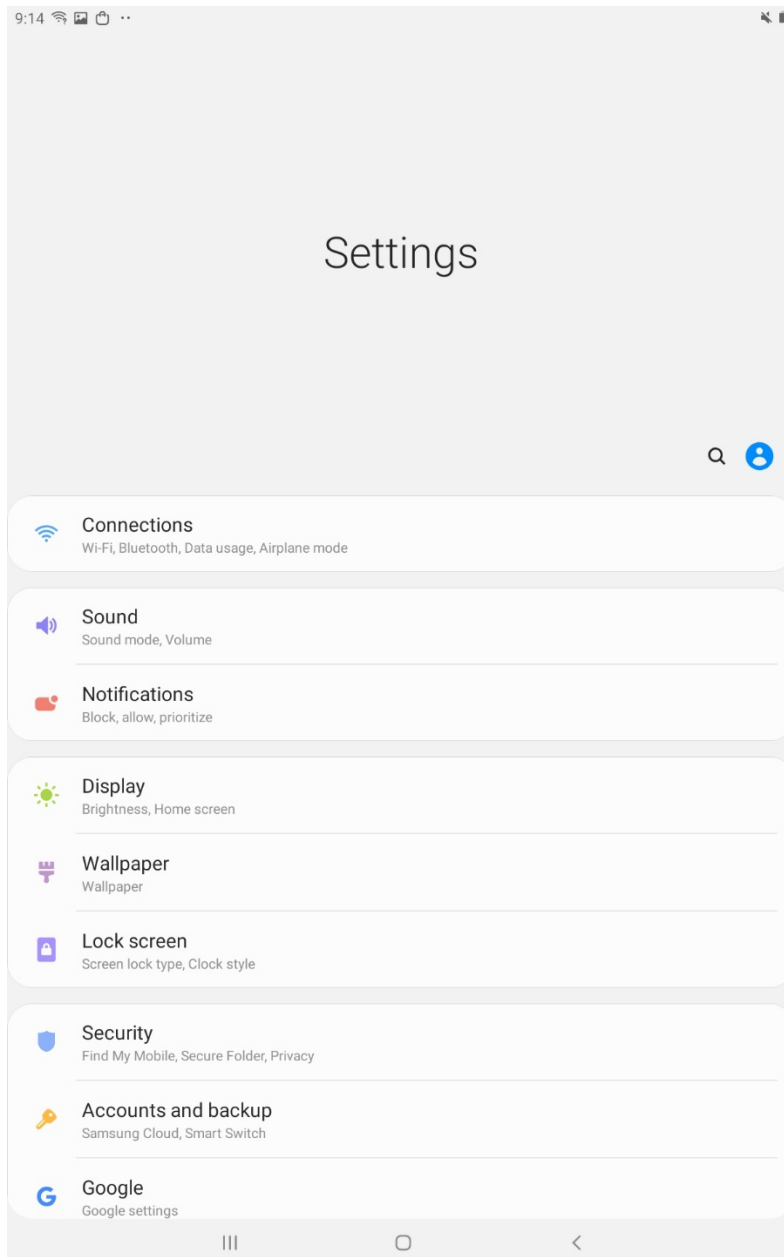 9:14
Settings
Connections
Wi-Fi, Bluetooth, Data usage, Airplane mode
Sound
Sound mode, Volume
Notifications
Block, allow, prioritize
Display
Brightness, Home screen
Wallpaper
Wallpaper
Lock screen
Screen lock type, Clock style
Security
Find My Mobile, Secure Folder, Privacy
Accounts and backup
Samsung Cloud, Smart Switch
Google
Google settings